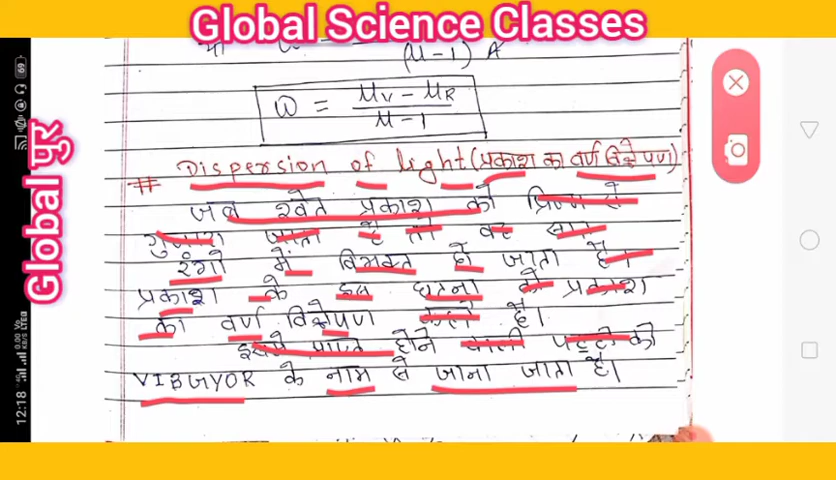 Global Science Classes
(μ-1) A
ω = μv - μR / μ-1
# Dispersion of light (प्रकाश का वर्ण विक्षेपण)
जब श्वेत प्रकाश को प्रिज्म से
गुजारा जाता है तो वह सात
रंगो में विभक्त हो जाता है।
प्रकाश के इस घटना के प्रकाश
का वर्ण विक्षेपण कहते है।
इससे प्राप्त होने वाली पट्टी को
VIBGYOR के नाम से जाना जाता है।
Global पुर
12:18
69